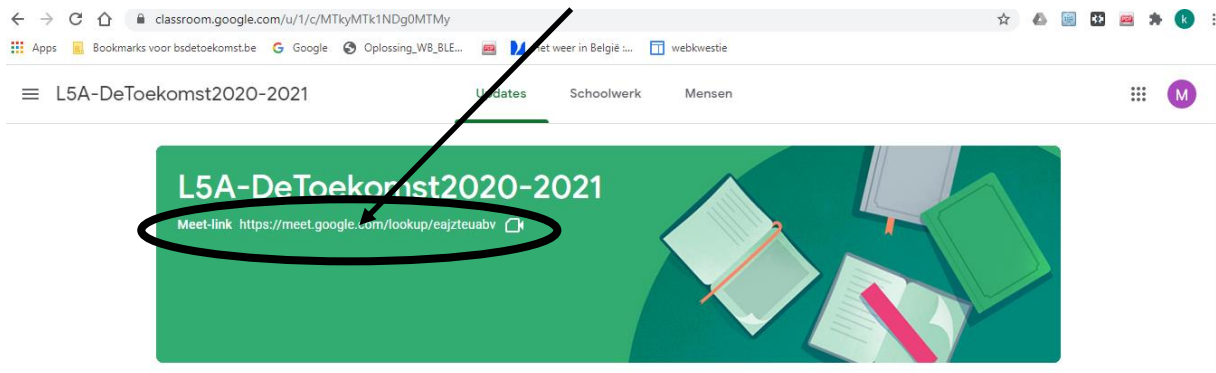 classroom.google.com/u/1/c/MTkyMTk1NDg0MTMy
k
Apps Bookmarks voor bsdetoekomst.be G Google Oplossing_WB_BLE... Het weer in België :... webkwestie
L5A-DeToekomst2020-2021 Updates Schoolwerk Mensen M
L5A-DeToekomst2020-2021
Meet-link https://meet.google.com/lookup/eajzteuabv